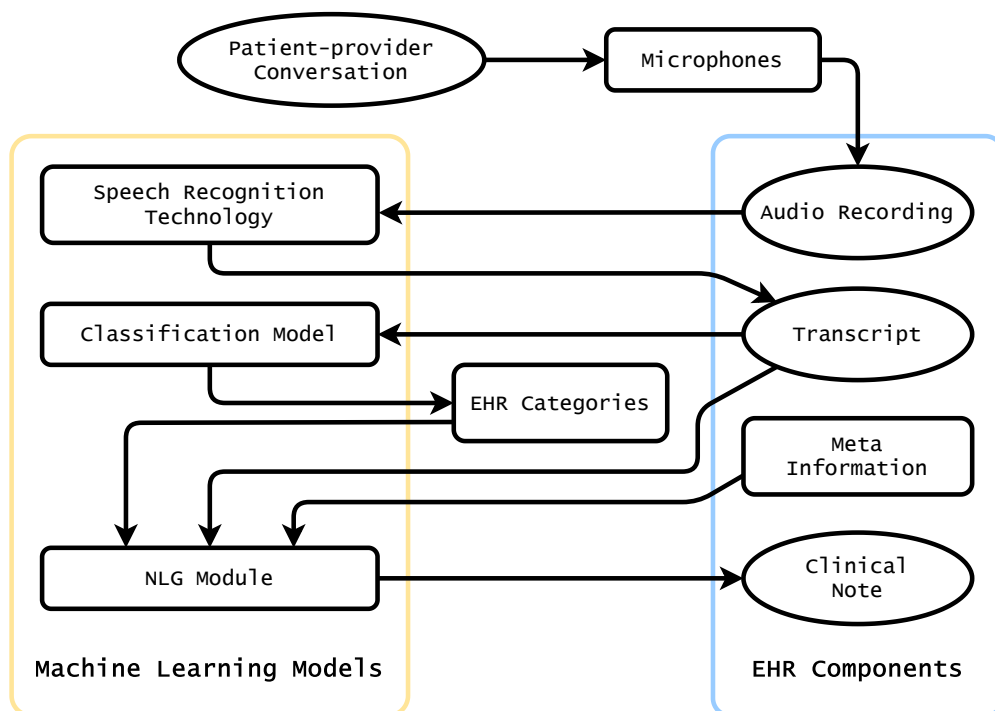 Patient-provider
Conversation
Microphones
Speech Recognition
Technology
Audio Recording
Classification Model
Transcript
EHR Categories
Meta
Information
NLG Module
Clinical
Note
Machine Learning Models
EHR Components